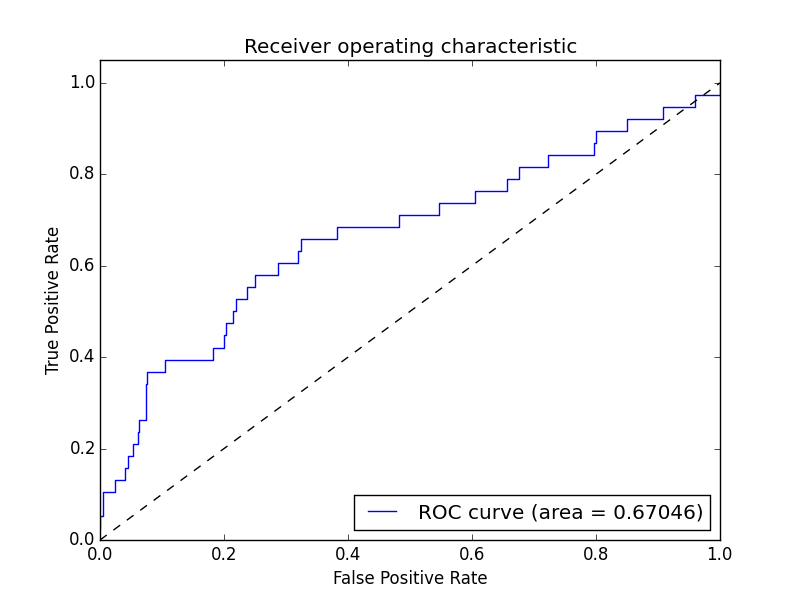 Receiver operating characteristic
1.0
0.8
0.6
0.4
0.2
0.0
True Positive Rate
ROC curve (area = 0.67046)
0.0 0.2 0.4 0.6 0.8 1.0
False Positive Rate